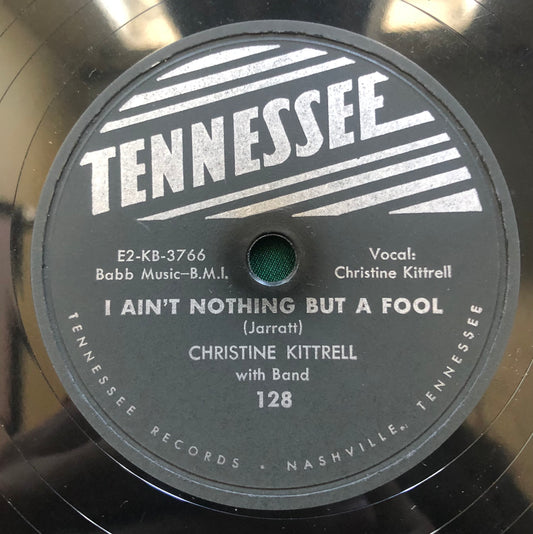 TENNESSEE
E2-KB-3766
Babb Music-B.M.I.
Vocal:
Christine Kittrell
I AIN'T NOTHING BUT A FOOL
(Jarratt)
CHRISTINE KITTRELL
with Band
128
TENNESSEE RECORDS • NASHVILLE, TENNESSEE